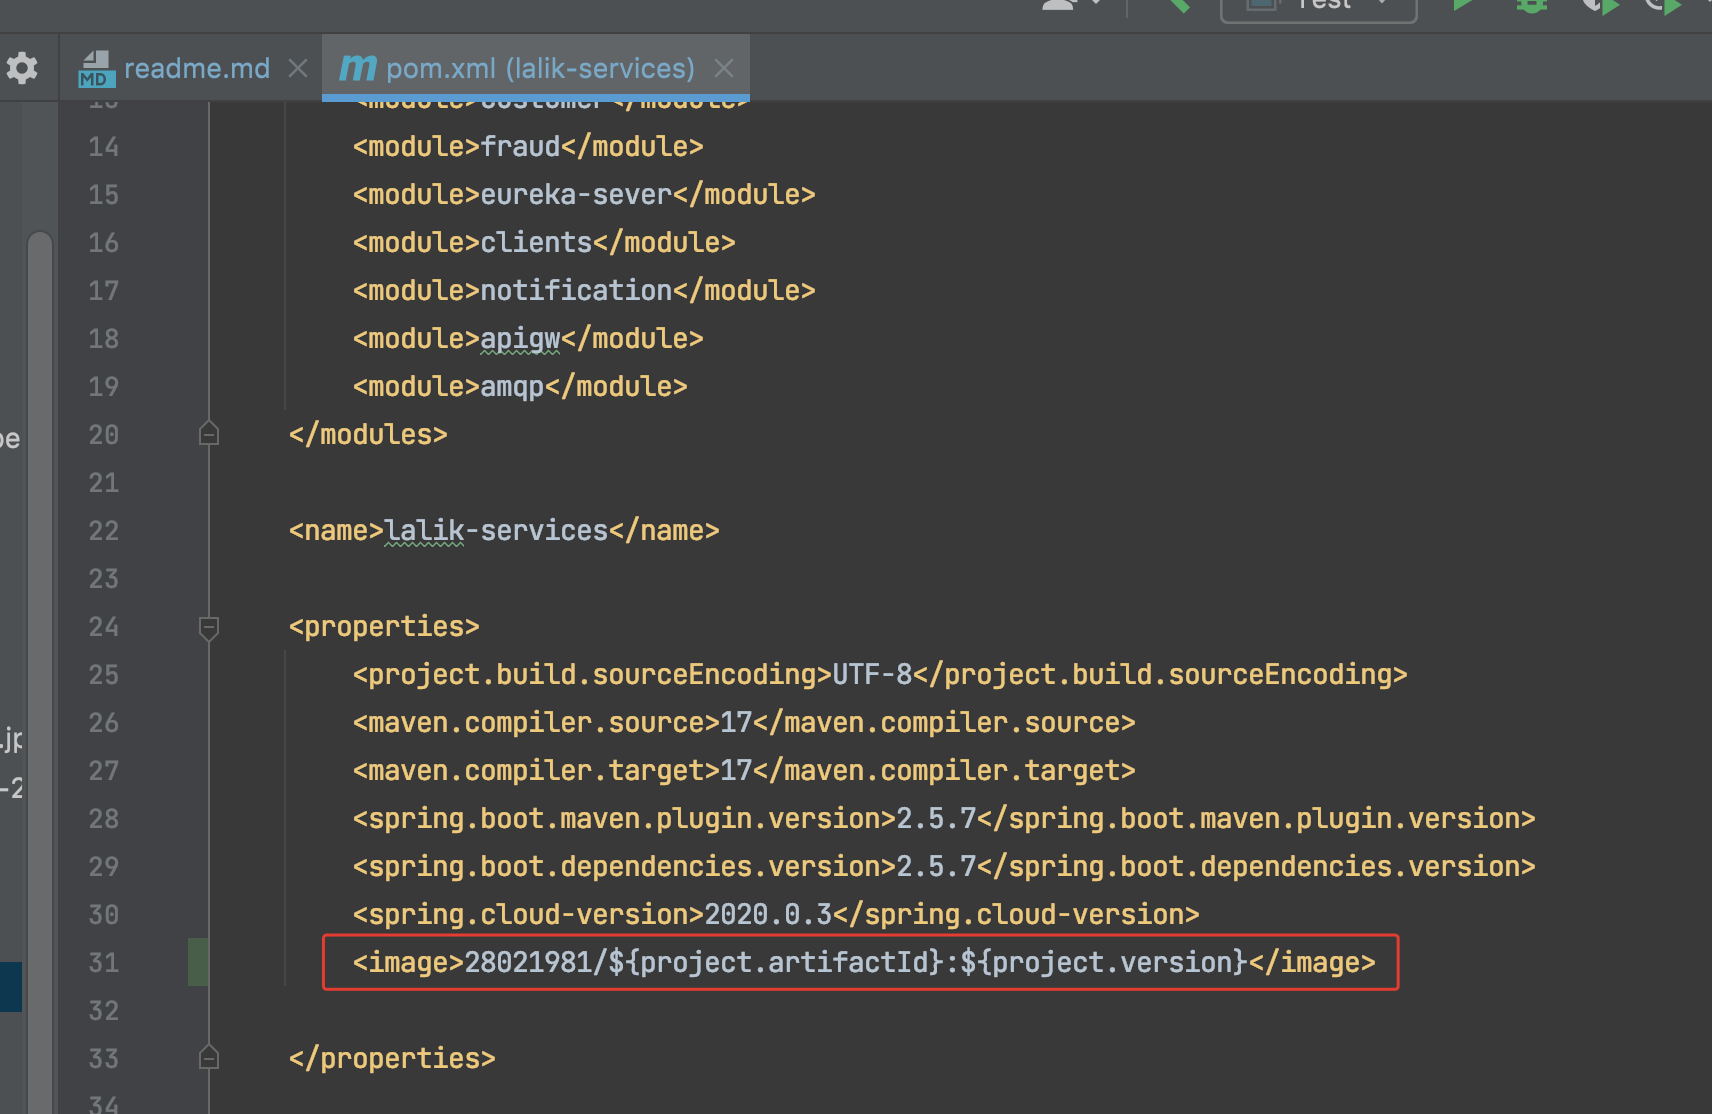 Test
readme.md
pom.xml (lalik-services)
MD
13 <module>customer</module>
14 <module>fraud</module>
15 <module>eureka-sever</module>
16 <module>clients</module>
17 <module>notification</module>
18 <module>apigw</module>
19 <module>amqp</module>
20 </modules>
21
22 <name>lalik-services</name>
23
24 <properties>
25 <project.build.sourceEncoding>UTF-8</project.build.sourceEncoding>
26 <maven.compiler.source>17</maven.compiler.source>
27 <maven.compiler.target>17</maven.compiler.target>
28 <spring.boot.maven.plugin.version>2.5.7</spring.boot.maven.plugin.version>
29 <spring.boot.dependencies.version>2.5.7</spring.boot.dependencies.version>
30 <spring.cloud-version>2020.0.3</spring.cloud-version>
31 <image>28021981/${project.artifactId}:${project.version}</image>
32
33 </properties>
34